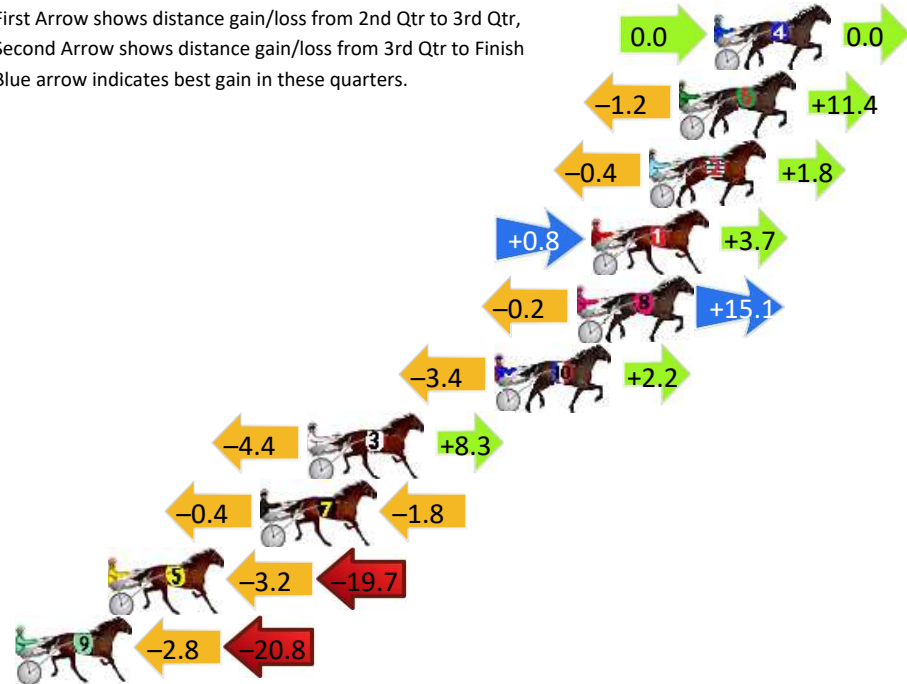 First Arrow shows distance gain/loss from 2nd Qtr to 3rd Qtr,
Second Arrow shows distance gain/loss from 3rd Qtr to Finish
Blue arrow indicates best gain in these quarters.
0.0 4 0.0
–1.2 6 +11.4
–0.4 2 +1.8
+0.8 1 +3.7
–0.2 8 +15.1
–3.4 10 +2.2
–4.4 3 +8.3
–0.4 7 –1.8
5 –3.2 –19.7
9 –2.8 –20.8